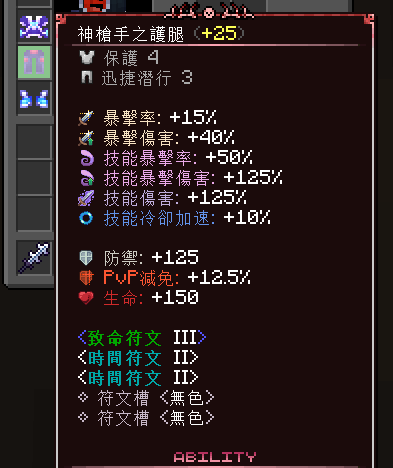 神槍手之護腿 (+25)
保護 4
迅捷潛行 3
暴擊率: +15%
暴擊傷害: +40%
技能暴擊率: +50%
技能暴擊傷害: +125%
技能傷害: +125%
技能冷卻加速: +10%
防禦: +125
PvP減免: +12.5%
生命: +150
<致命符文 III>
<時間符文 II>
<時間符文 II>
◇ 符文槽 <無色>
◇ 符文槽 <無色>
ABILITY